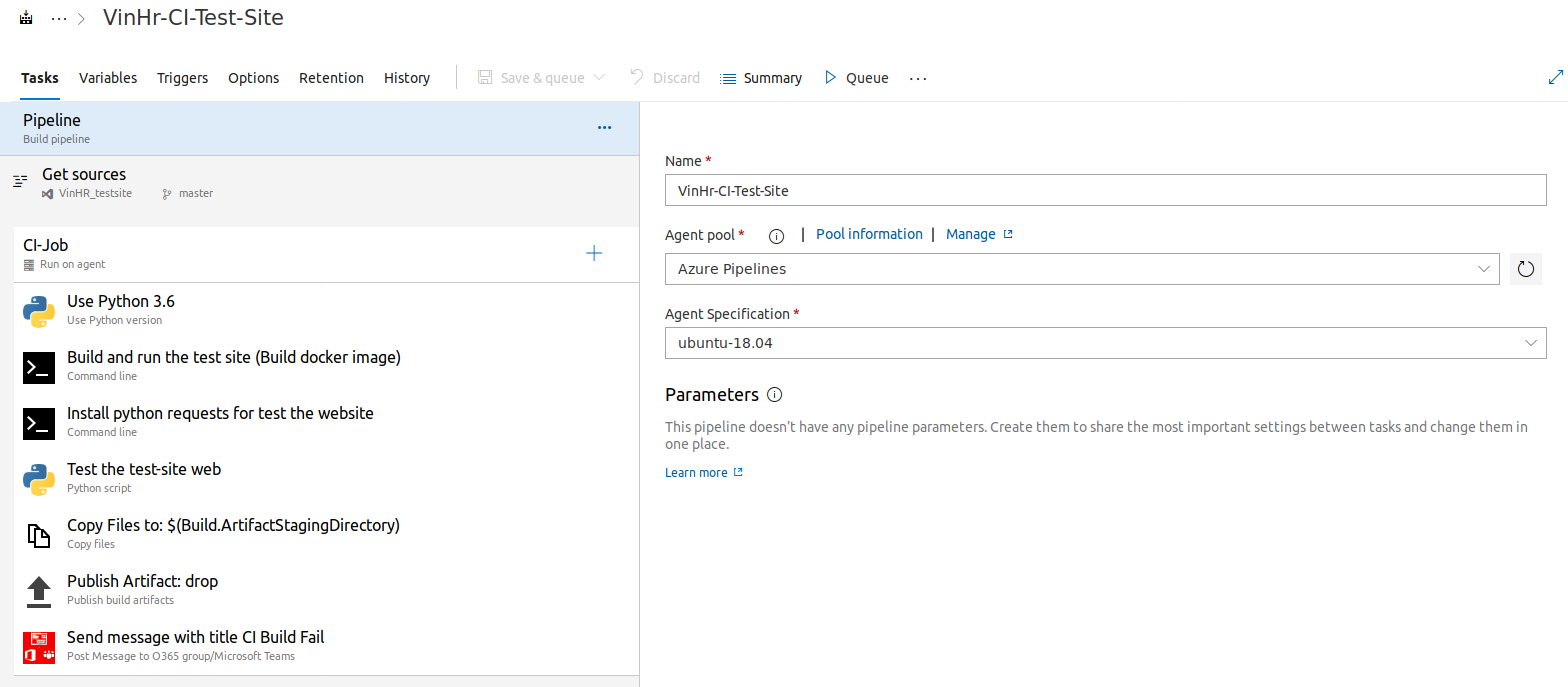 ··· > VinHr-CI-Test-Site
Tasks Variables Triggers Options Retention History Save & queue Discard Summary Queue ···
Pipeline
Build pipeline
···
Get sources
VinHR_testsite master
CI-Job
Run on agent
Use Python 3.6
Use Python version
Build and run the test site (Build docker image)
Command line
Install python requests for test the website
Command line
Test the test-site web
Python script
Copy Files to: $(Build.ArtifactStagingDirectory)
Copy files
Publish Artifact: drop
Publish build artifacts
Send message with title CI Build Fail
Post Message to O365 group/Microsoft Teams
Name *
VinHr-CI-Test-Site
Agent pool * | Pool information | Manage
Azure Pipelines
Agent Specification *
ubuntu-18.04
Parameters
This pipeline doesn't have any pipeline parameters. Create them to share the most important settings between tasks and change them in
one place.
Learn more